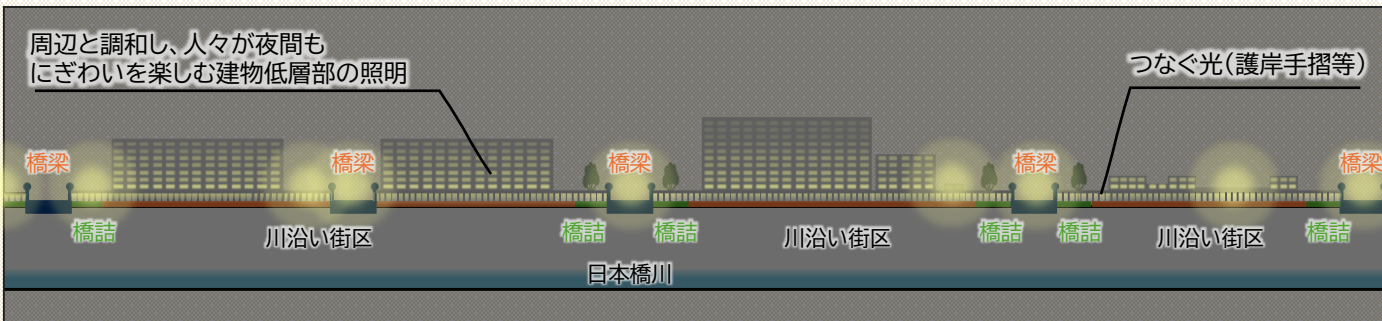 周辺と調和し、人々が夜間も
にぎわいを楽しむ建物低層部の照明
つなぐ光(護岸手摺等)
橋梁
橋梁
橋梁
橋梁
橋梁
橋詰
川沿い街区
橋詰
橋詰
川沿い街区
橋詰
橋詰
川沿い街区
橋詰
日本橋川